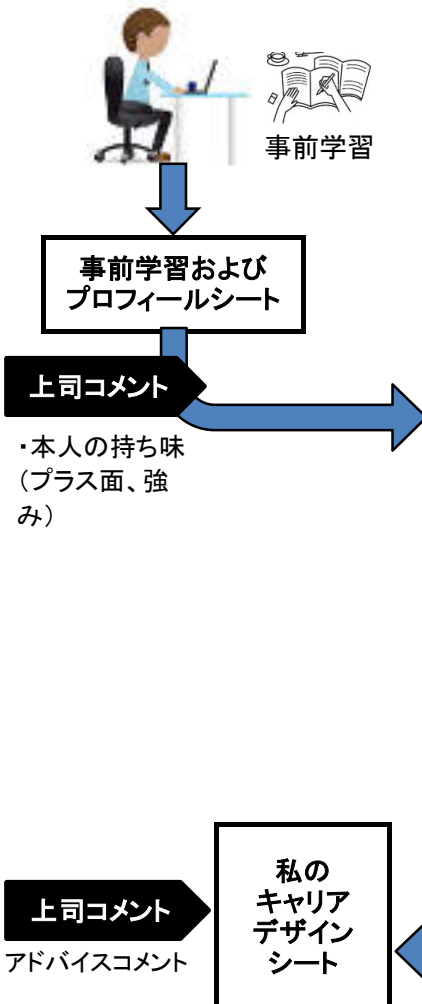 事前学習
事前学習および
プロフィールシート
上司コメント
・本人の持ち味
（プラス面、強
み）
私の
キャリア
デザイン
シート
上司コメント
アドバイスコメント